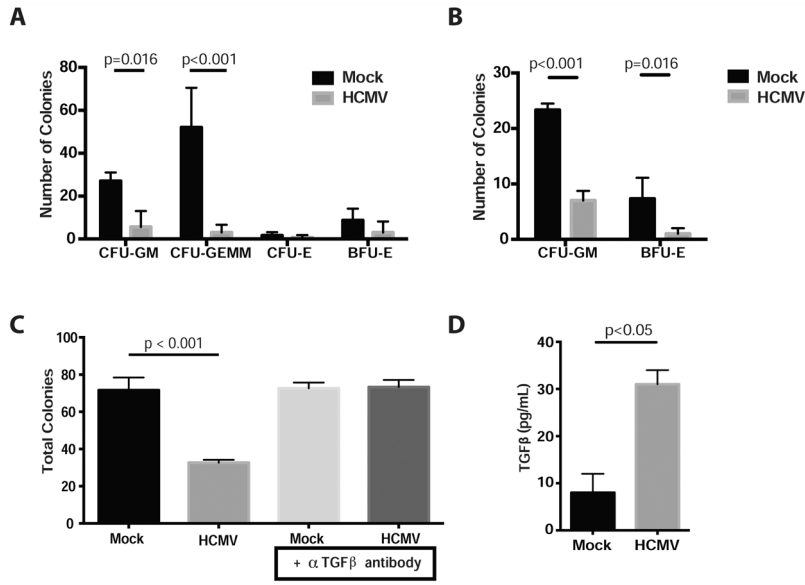 A
p=0.016 p<0.001
Mock
HCMV
Number of Colonies
80
60
40
20
0
CFU-GM CFU-GEMM CFU-E BFU-E
B
p<0.001 p=0.016
Mock
HCMV
Number of Colonies
30
20
10
0
CFU-GM BFU-E
C
p < 0.001
Total Colonies
100
80
60
40
20
0
Mock HCMV Mock HCMV
+ α TGFβ antibody
D
p<0.05
TGFβ (pg/mL)
40
30
20
10
0
Mock HCMV